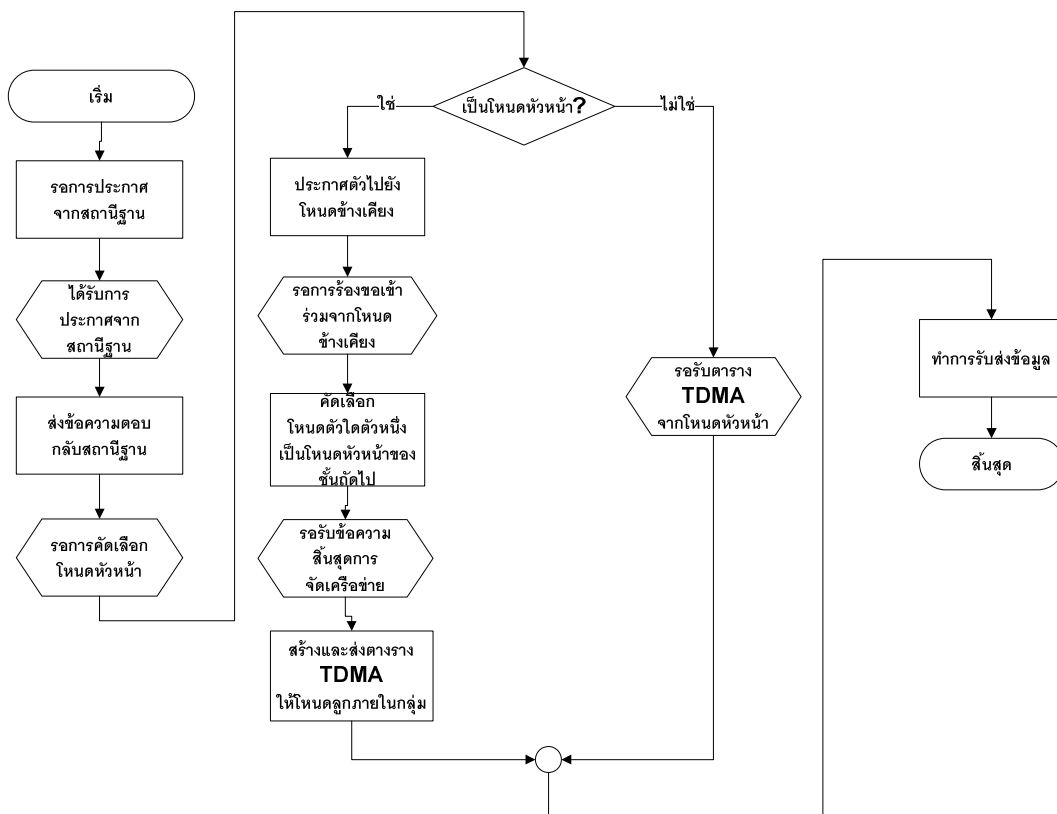 เริ่ม
รอการประกาศ
จากสถานีฐาน
ได้รับการ
ประกาศจาก
สถานีฐาน
ส่งข้อความตอบ
กลับสถานีฐาน
รอการคัดเลือก
โหนดหัวหน้า
เป็นโหนดหัวหน้า?
ใช่
ไม่ใช่
ประกาศตัวไปยัง
โหนดข้างเคียง
รอการร้องขอเข้า
ร่วมจากโหนด
ข้างเคียง
คัดเลือก
โหนดตัวใดตัวหนึ่ง
เป็นโหนดหัวหน้าของ
ชั้นถัดไป
รอรับข้อความ
สิ้นสุดการ
จัดเครือข่าย
สร้างและส่งตางราง
TDMA
ให้โหนดลูกภายในกลุ่ม
รอรับตาราง
TDMA
จากโหนดหัวหน้า
ทำการรับส่งข้อมูล
สิ้นสุด